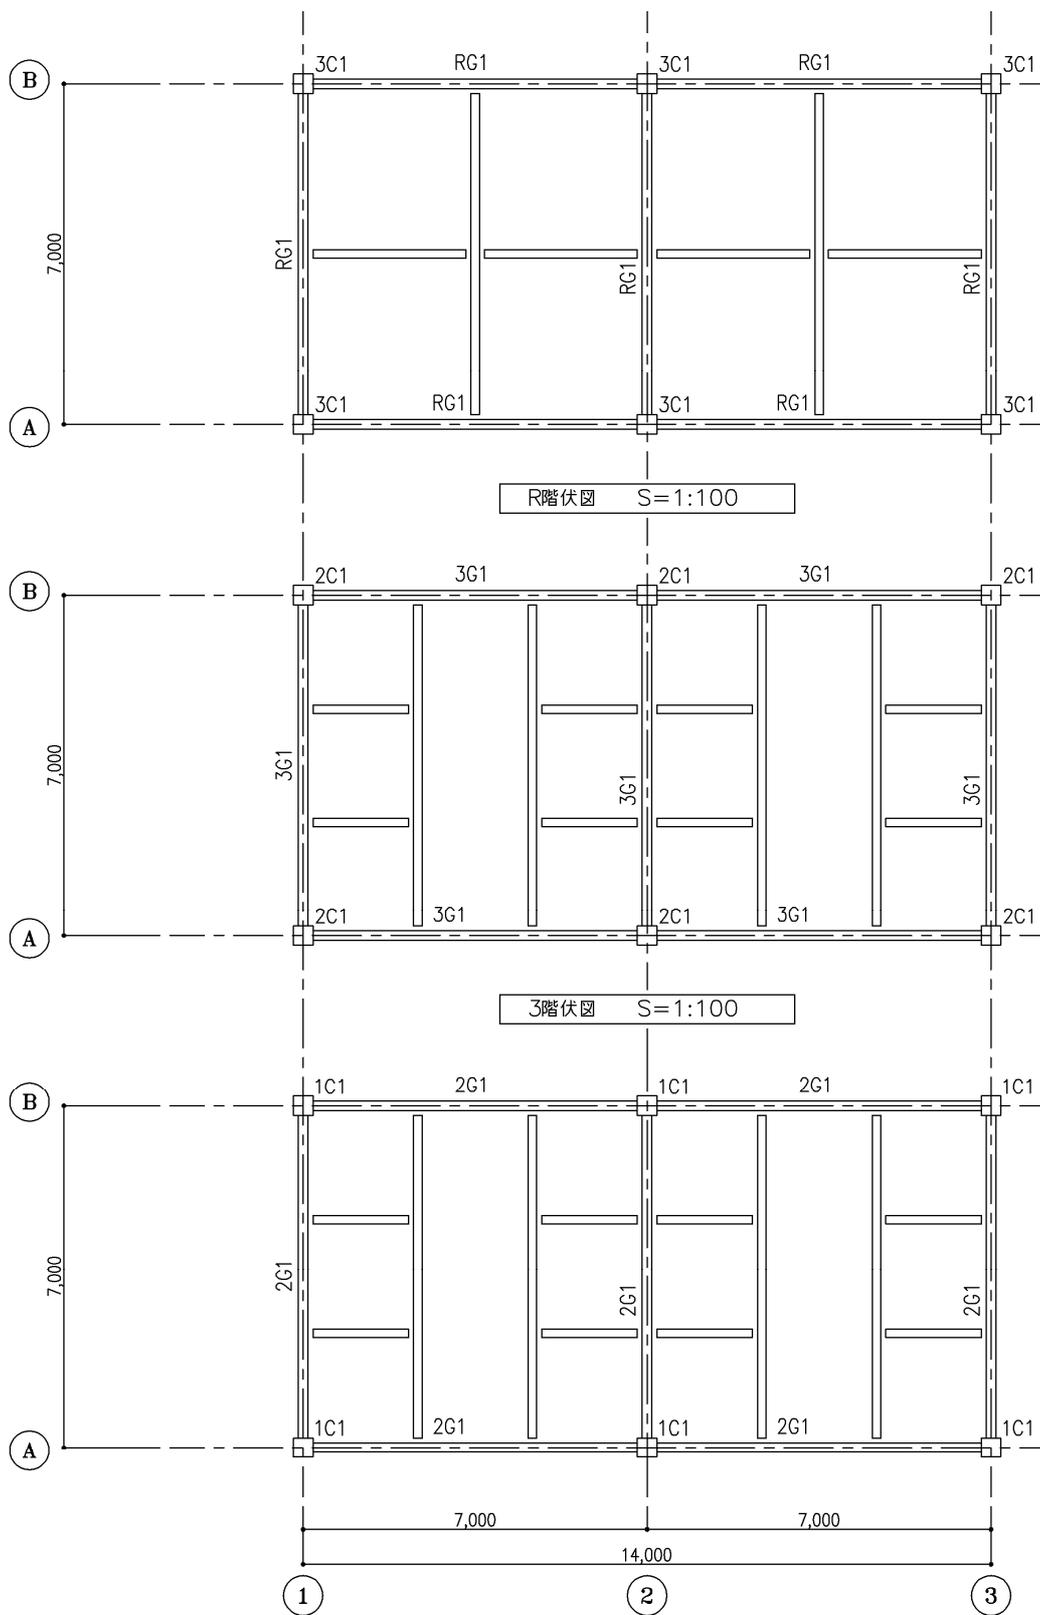 3C1 RG1 3C1 RG1 3C1
B
7,000 RG1 RG1 RG1
3C1 RG1 3C1 RG1 3C1
A
R階伏図 S=1:100
2C1 3G1 2C1 3G1 2C1
B
7,000 3G1 3G1 3G1
2C1 3G1 2C1 3G1 2C1
A
3階伏図 S=1:100
1C1 2G1 1C1 2G1 1C1
B
7,000 2G1 2G1 2G1
1C1 2G1 1C1 2G1 1C1
A
7,000 7,000
14,000
1 2 3